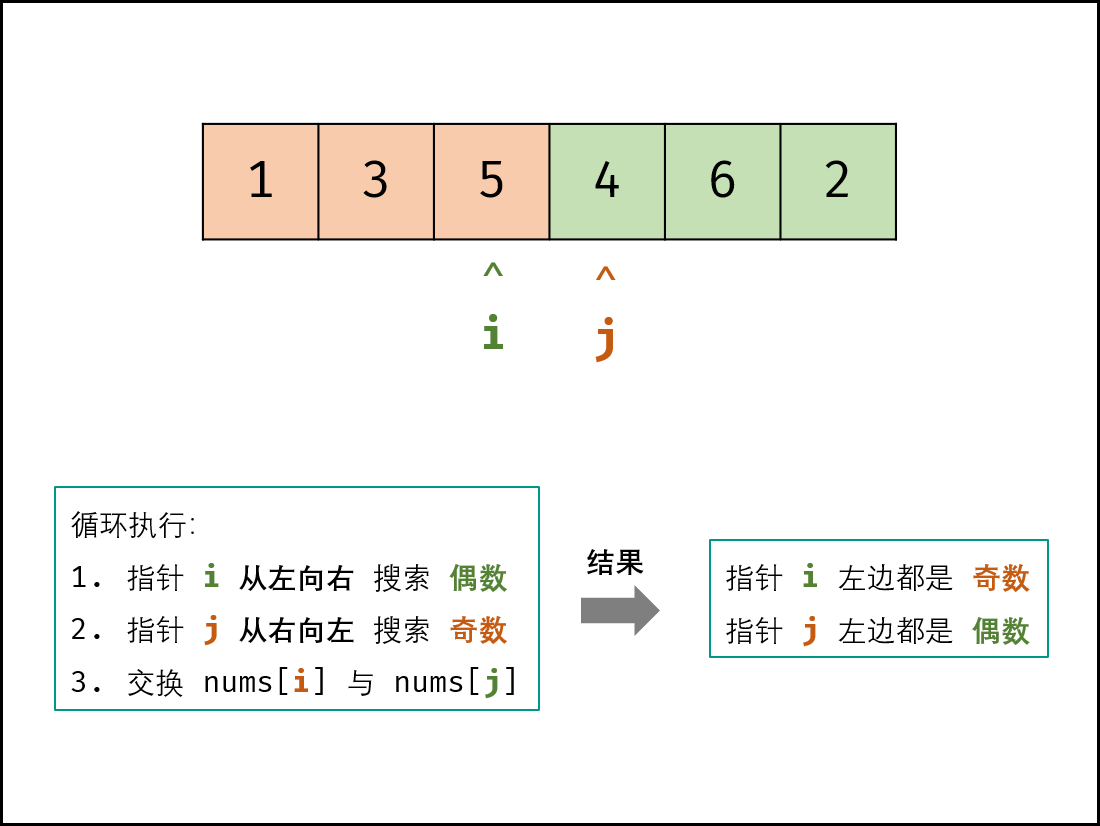 1 3 5 4 6 2
^ ^
i j
循环执行:
1. 指针 i 从左向右 搜索 偶数
2. 指针 j 从右向左 搜索 奇数
3. 交换 nums[i] 与 nums[j]
结果
指针 i 左边都是 奇数
指针 j 左边都是 偶数